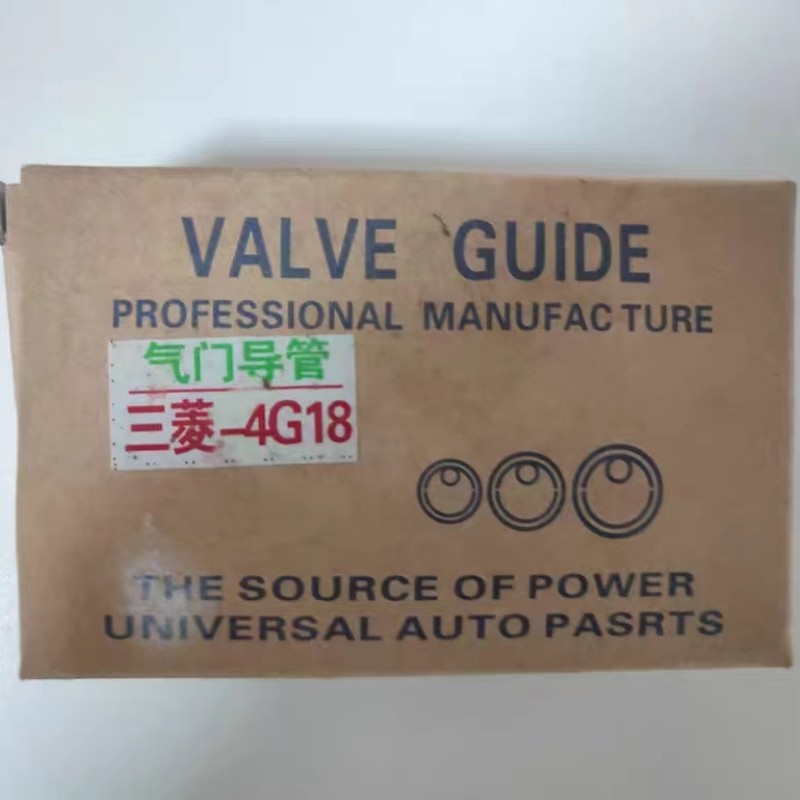 VALVE GUIDE
PROFESSIONAL MANUFAC TURE
气门导管
三菱-4G18
THE SOURCE OF POWER
UNIVERSAL AUTO PASRTS